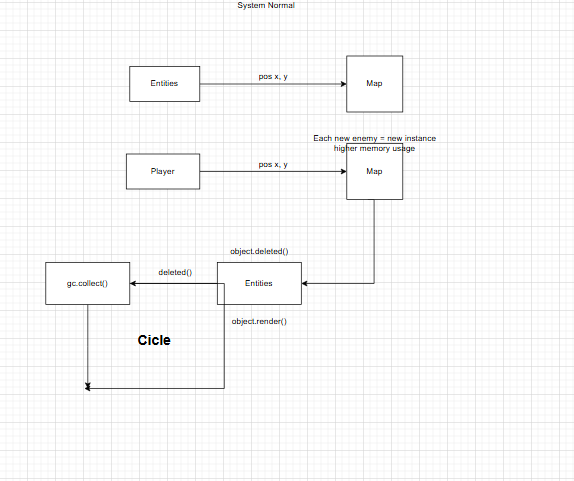 System Normal
Entities
pos x, y
Map
Each new enemy = new instance
higher memory usage
Player
pos x, y
Map
object.deleted()
gc.collect()
deleted()
Entities
object.render()
Cicle